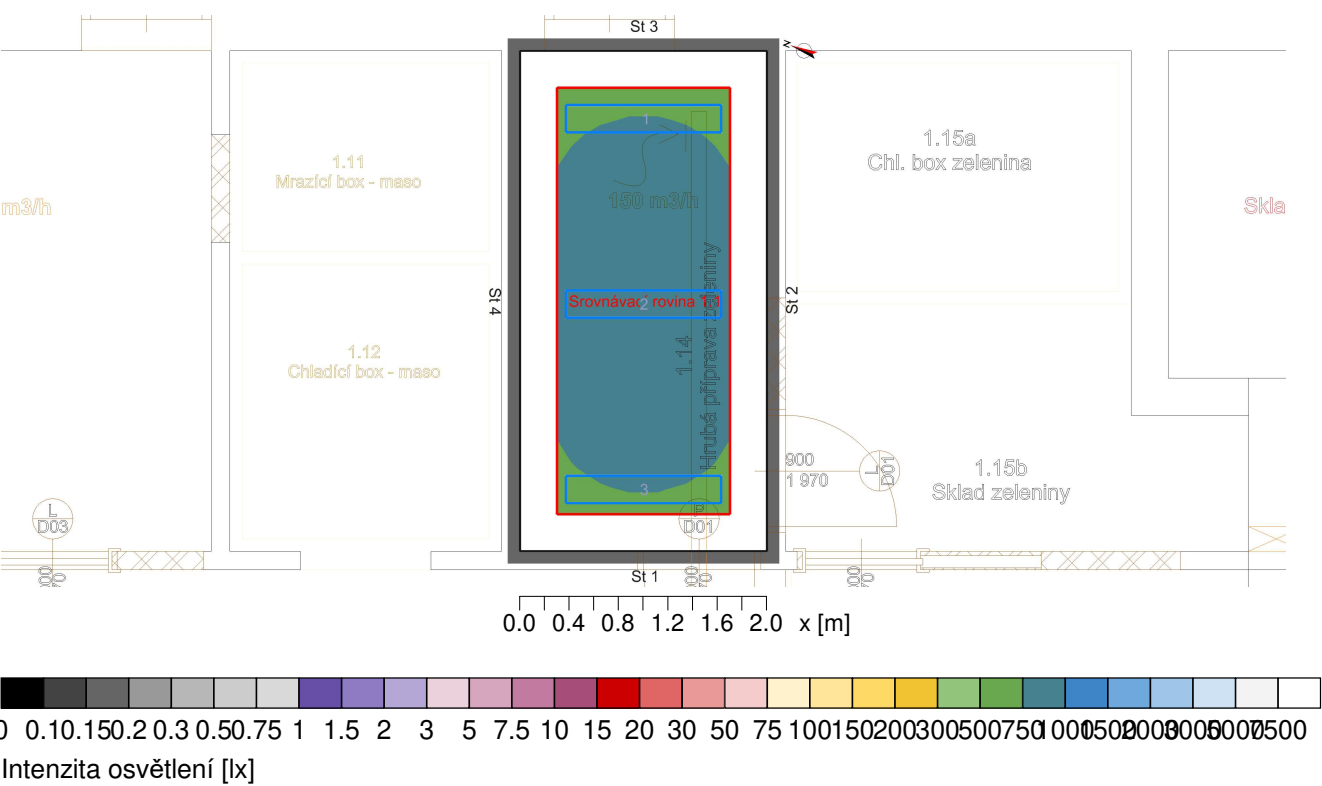 St 3
z
1.15a
Chl. box zelenina
1.11
Mrazící box - maso
m3/h
150 m3/h
Skla
1
St 4
St 2
Srovnávací rovina 1.1
2
1.14
Hrubá příprava zeleniny
1.12
Chladící box - maso
900
1 970
L
D01
1.15b
Sklad zeleniny
3
L
D03
D01
St 1
0.0 0.4 0.8 1.2 1.6 2.0 x [m]
0 0.1 0.15 0.2 0.3 0.5 0.75 1 1.5 2 3 5 7.5 10 15 20 30 50 75 100 150 200 300 500 750 1000 1500 2000 3000 5000 7500
Intenzita osvětlení [lx]